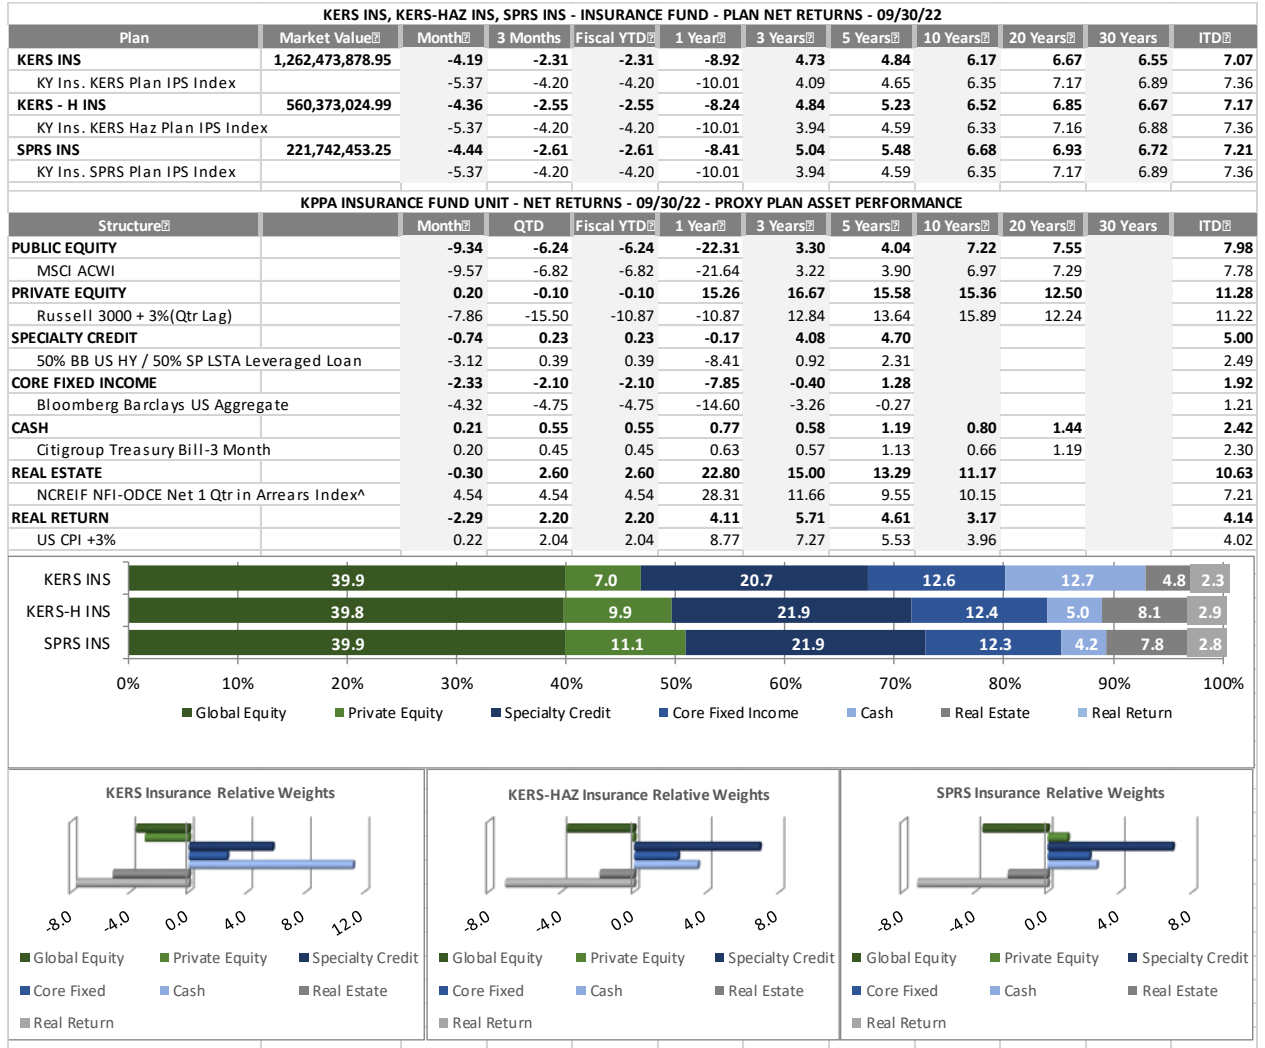 KERS INS, KERS-HAZ INS, SPRS INS - INSURANCE FUND - PLAN NET RETURNS - 09/30/22
Plan Market Value Month 3 Months Fiscal YTD 1 Year 3 Years 5 Years 10 Years 20 Years 30 Years ITD
KERS INS 1,262,473,878.95 -4.19 -2.31 -2.31 -8.92 4.73 4.84 6.17 6.67 6.55 7.07
KY Ins. KERS Plan IPS Index -5.37 -4.20 -4.20 -10.01 4.09 4.65 6.35 7.17 6.89 7.36
KERS - H INS 560,373,024.99 -4.36 -2.55 -2.55 -8.24 4.84 5.23 6.52 6.85 6.67 7.17
KY Ins. KERS Haz Plan IPS Index -5.37 -4.20 -4.20 -10.01 3.94 4.59 6.33 7.16 6.88 7.36
SPRS INS 221,742,453.25 -4.44 -2.61 -2.61 -8.41 5.04 5.48 6.68 6.93 6.72 7.21
KY Ins. SPRS Plan IPS Index -5.37 -4.20 -4.20 -10.01 3.94 4.59 6.35 7.17 6.89 7.36
KPPA INSURANCE FUND UNIT - NET RETURNS - 09/30/22 - PROXY PLAN ASSET PERFORMANCE
Structure Month QTD Fiscal YTD 1 Year 3 Years 5 Years 10 Years 20 Years 30 Years ITD
PUBLIC EQUITY -9.34 -6.24 -6.24 -22.31 3.30 4.04 7.22 7.55 7.98
MSCI ACWI -9.57 -6.82 -6.82 -21.64 3.22 3.90 6.97 7.29 7.78
PRIVATE EQUITY 0.20 -0.10 -0.10 15.26 16.67 15.58 15.36 12.50 11.28
Russell 3000 + 3%(Qtr Lag) -7.86 -15.50 -10.87 -10.87 12.84 13.64 15.89 12.24 11.22
SPECIALTY CREDIT -0.74 0.23 0.23 -0.17 4.08 4.70 5.00
50% BB US HY / 50% SP LSTA Leveraged Loan -3.12 0.39 0.39 -8.41 0.92 2.31 2.49
CORE FIXED INCOME -2.33 -2.10 -2.10 -7.85 -0.40 1.28 1.92
Bloomberg Barclays US Aggregate -4.32 -4.75 -4.75 -14.60 -3.26 -0.27 1.21
CASH 0.21 0.55 0.55 0.77 0.58 1.19 0.80 1.44 2.42
Citigroup Treasury Bill-3 Month 0.20 0.45 0.45 0.63 0.57 1.13 0.66 1.19 2.30
REAL ESTATE -0.30 2.60 2.60 22.80 15.00 13.29 11.17 10.63
NCREIF NFI-ODCE Net 1 Qtr in Arrears Index^ 4.54 4.54 4.54 28.31 11.66 9.55 10.15 7.21
REAL RETURN -2.29 2.20 2.20 4.11 5.71 4.61 3.17 4.14
US CPI +3% 0.22 2.04 2.04 8.77 7.27 5.53 3.96 4.02
KERS INS 39.9 7.0 20.7 12.6 12.7 4.8 2.3
KERS-H INS 39.8 9.9 21.9 12.4 5.0 8.1 2.9
SPRS INS 39.9 11.1 21.9 12.3 4.2 7.8 2.8
0% 10% 20% 30% 40% 50% 60% 70% 80% 90% 100%
Global Equity Private Equity Specialty Credit Core Fixed Income Cash Real Estate Real Return
KERS Insurance Relative Weights
-8.0 -4.0 0.0 4.0 8.0 12.0
Global Equity Private Equity Specialty Credit
Core Fixed Cash Real Estate
Real Return
KERS-HAZ Insurance Relative Weights
-8.0 -4.0 0.0 4.0 8.0
Global Equity Private Equity Specialty Credit
Core Fixed Cash Real Estate
Real Return
SPRS Insurance Relative Weights
-8.0 -4.0 0.0 4.0 8.0
Global Equity Private Equity Specialty Credit
Core Fixed Cash Real Estate
Real Return